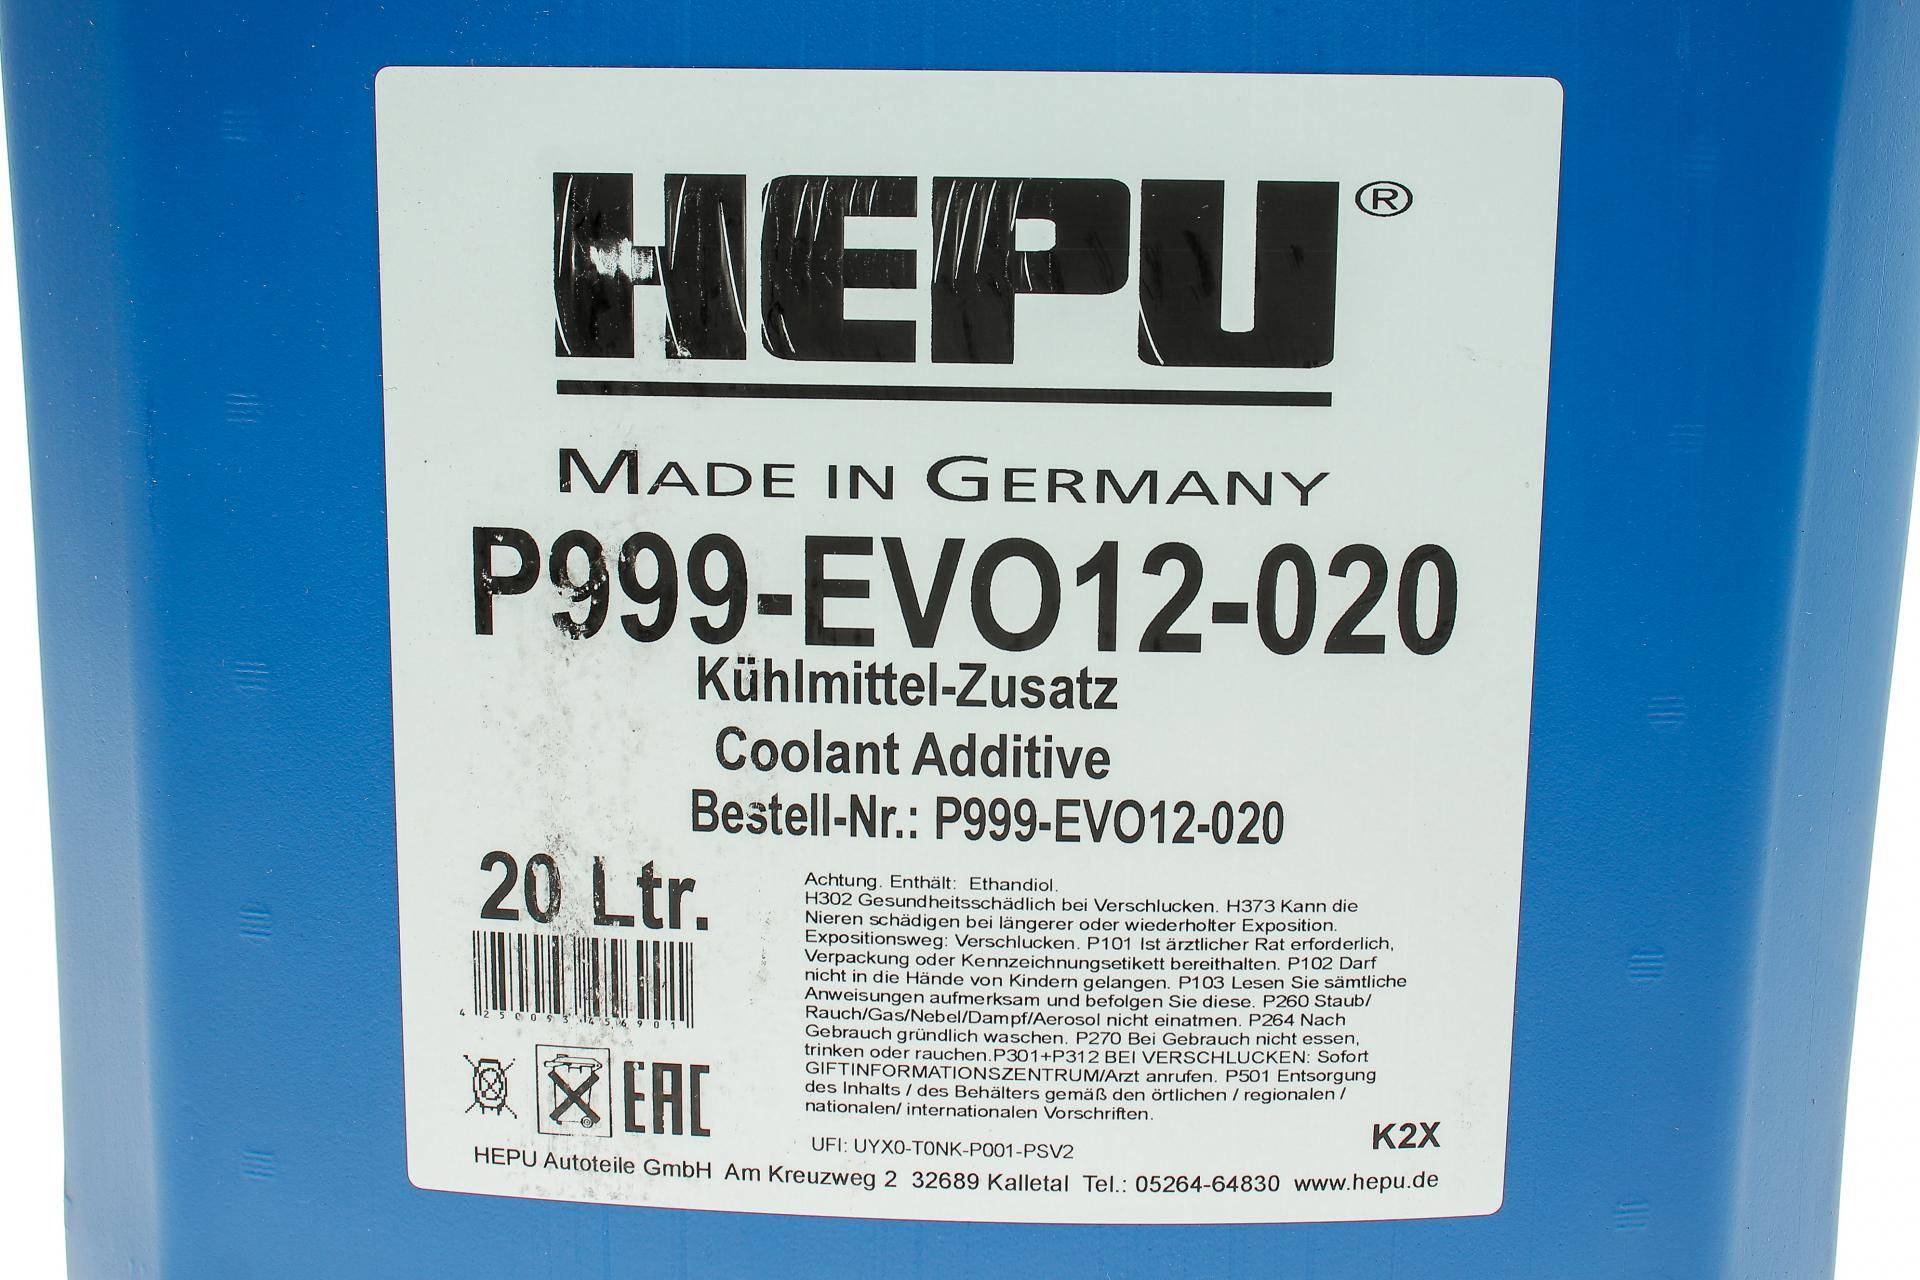 HEPU®
MADE IN GERMANY
P999-EVO12-020
Kühlmittel-Zusatz
Coolant Additive
Bestell-Nr.: P999-EVO12-020
20 Ltr.
4 250093 456901
EAC
Achtung. Enthält: Ethandiol.
H302 Gesundheitsschädlich bei Verschlucken. H373 Kann die
Nieren schädigen bei längerer oder wiederholter Exposition.
Expositionsweg: Verschlucken. P101 Ist ärztlicher Rat erforderlich,
Verpackung oder Kennzeichnungsetikett bereithalten. P102 Darf
nicht in die Hände von Kindern gelangen. P103 Lesen Sie sämtliche
Anweisungen aufmerksam und befolgen Sie diese. P260 Staub/
Rauch/Gas/Nebel/Dampf/Aerosol nicht einatmen. P264 Nach
Gebrauch gründlich waschen. P270 Bei Gebrauch nicht essen,
trinken oder rauchen.P301+P312 BEI VERSCHLUCKEN: Sofort
GIFTINFORMATIONSZENTRUM/Arzt anrufen. P501 Entsorgung
des Inhalts / des Behälters gemäß den örtlichen / regionalen /
nationalen/ internationalen Vorschriften.
K2X
UFI: UYX0-T0NK-P001-PSV2
HEPU Autoteile GmbH Am Kreuzweg 2 32689 Kalletal Tel.: 05264-64830 www.hepu.de